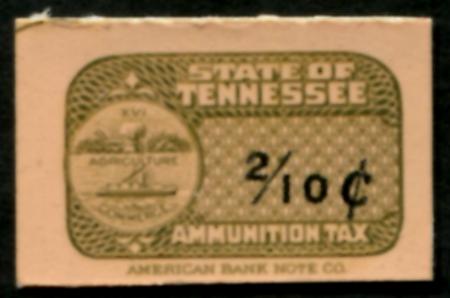 STATE OF
TENNESSEE
XVI
AGRICULTURE
COMMERCE
2/10 ¢
AMMUNITION TAX
AMERICAN BANK NOTE CO.